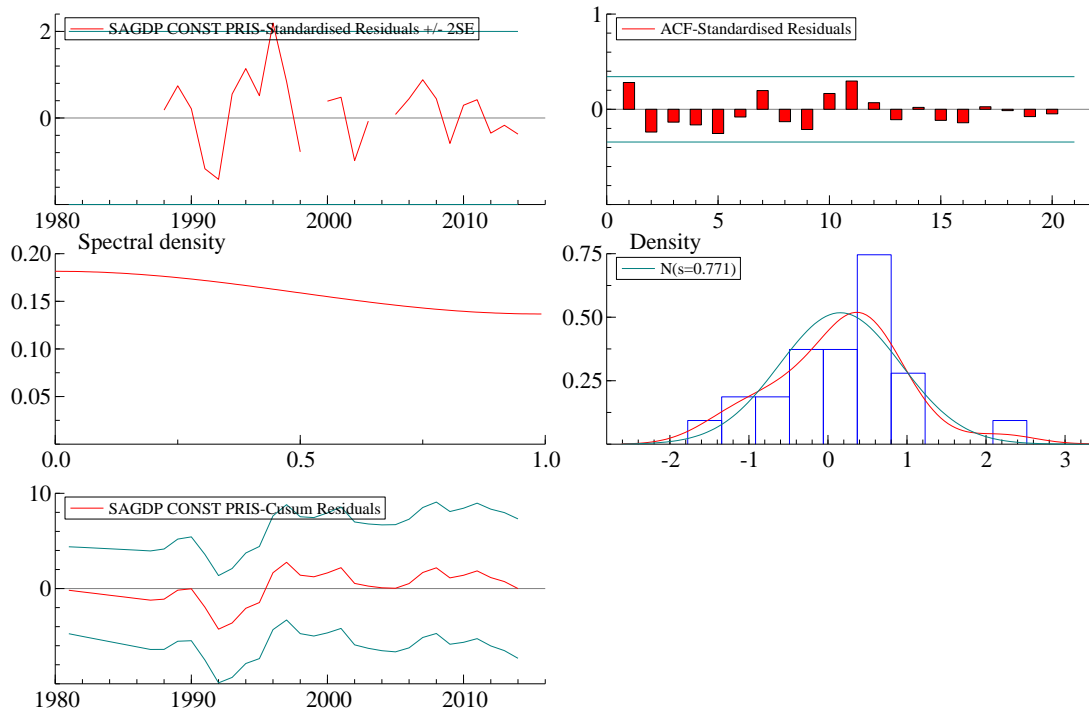 SAGDP CONST PRIS-Standardised Residuals +/- 2SE
2
0
1980 1990 2000 2010
ACF-Standardised Residuals
1
0
0 5 10 15 20
Spectral density
0.20
0.15
0.10
0.05
0.0 0.5 1.0
Density
N(s=0.771)
0.75
0.50
0.25
-2 -1 0 1 2 3
SAGDP CONST PRIS-Cusum Residuals
10
0
1980 1990 2000 2010